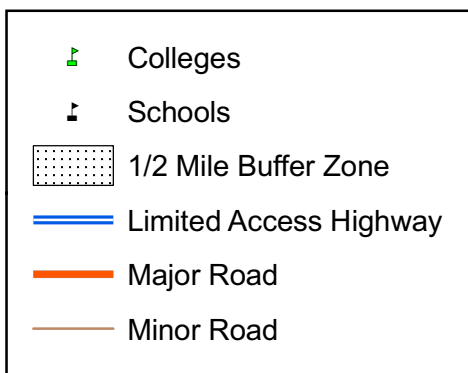 Colleges
Schools
1/2 Mile Buffer Zone
Limited Access Highway
Major Road
Minor Road